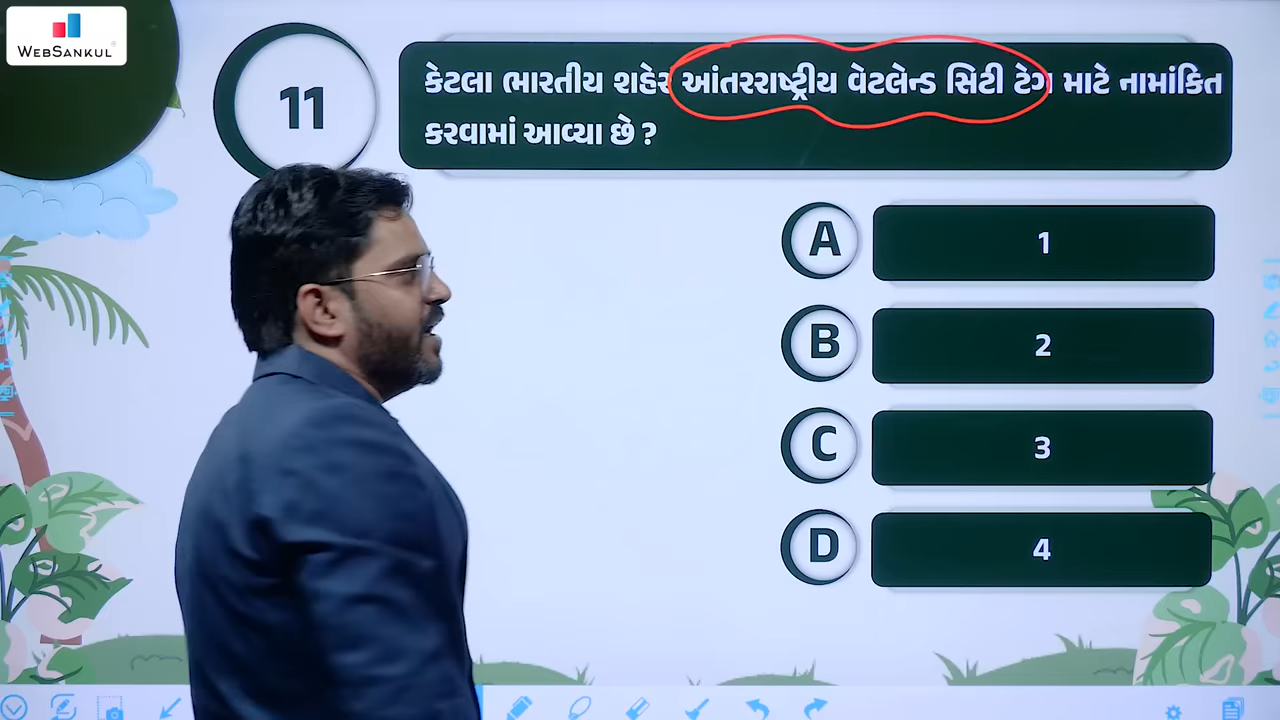 WEBSANKUL
11
કેટલા ભારતીય શહેર આંતરરાષ્ટ્રીય વેટલેન્ડ સિટી ટેગ માટે નામાંકિત
કરવામાં આવ્યા છે ?
A
1
B
2
C
3
D
4